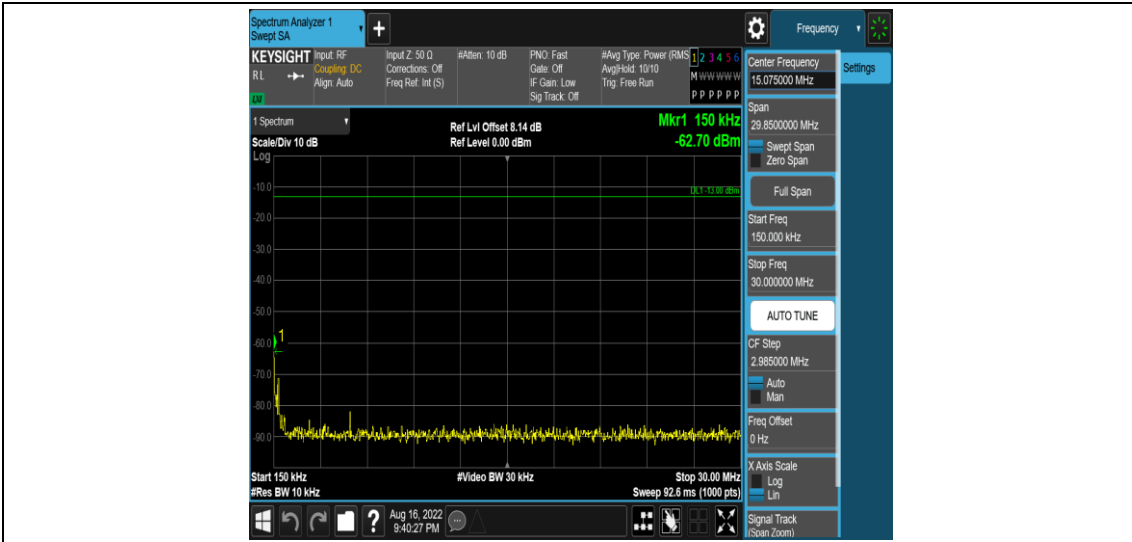 Spectrum Analyzer 1
Swept SA
Frequency
KEYSIGHT
RL
LNI
Input: RF
Coupling: DC
Align: Auto
Input Z: 50 Ω
Corrections: Off
Freq Ref: Int (S)
#Atten: 10 dB
PNO: Fast
Gate: Off
IF Gain: Low
Sig Track: Off
#Avg Type: Power (RMS
Avg|Hold: 10/10
Trig: Free Run
1 2 3 4 5 6
M W W W W W
P P P P P P
1 Spectrum
Scale/Div 10 dB
Log
Ref Lvl Offset 8.14 dB
Ref Level 0.00 dBm
Mkr1 150 kHz
-62.70 dBm
DL1 -13.00 dBm
-10.0
-20.0
-30.0
-40.0
-50.0
1
-60.0
-70.0
-80.0
-90.0
Start 150 kHz
#Res BW 10 kHz
#Video BW 30 kHz
Stop 30.00 MHz
Sweep 92.6 ms (1000 pts)
?
Aug 16, 2022
9:40:27 PM
Center Frequency
15.075000 MHz
Span
29.8500000 MHz
Swept Span
Zero Span
Full Span
Start Freq
150.000 kHz
Stop Freq
30.000000 MHz
AUTO TUNE
CF Step
2.985000 MHz
Auto
Man
Freq Offset
0 Hz
X Axis Scale
Log
Lin
Signal Track
(Span Zoom)
Settings